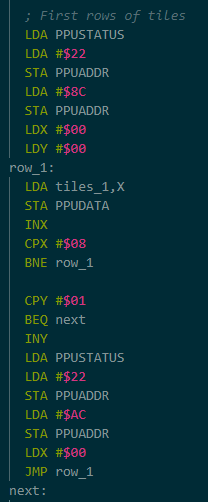 ; First rows of tiles
LDA PPUSTATUS
LDA #$22
STA PPUADDR
LDA #$8C
STA PPUADDR
LDX #$00
LDY #$00
row_1:
LDA tiles_1,X
STA PPUDATA
INX
CPX #$08
BNE row_1
CPY #$01
BEQ next
INY
LDA PPUSTATUS
LDA #$22
STA PPUADDR
LDA #$AC
STA PPUADDR
LDX #$00
JMP row_1
next: